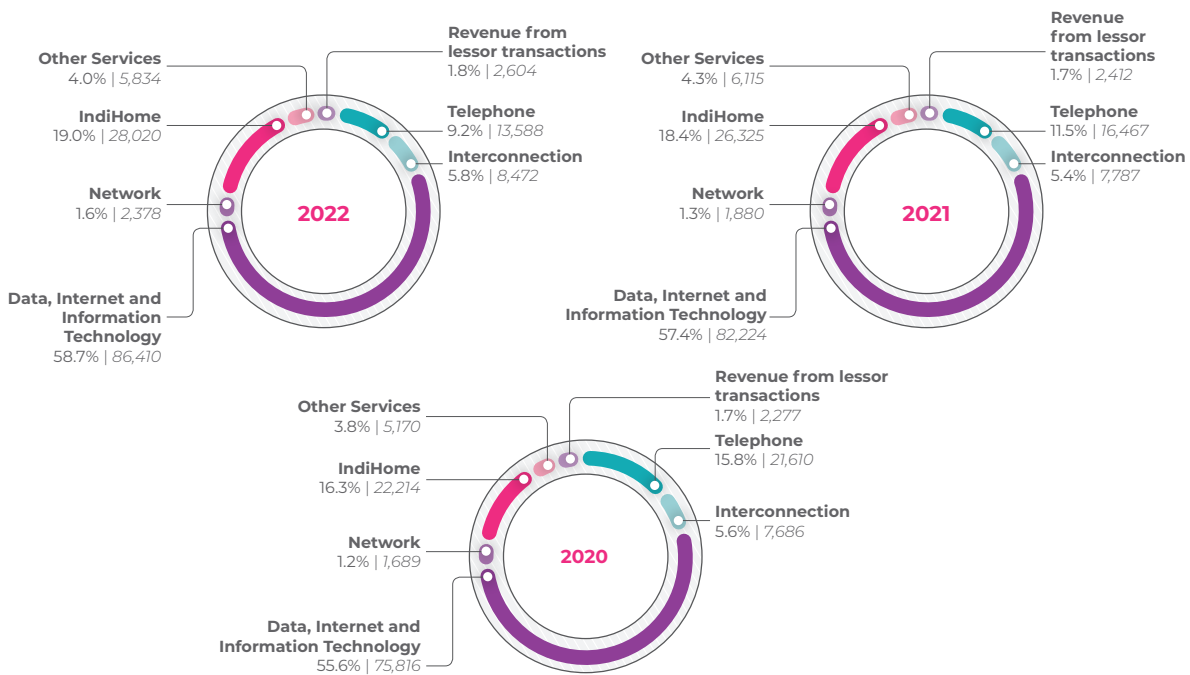 Other Services
4.0% | 5,834
IndiHome
19.0% | 28,020
Network
1.6% | 2,378
Data, Internet and
Information
Technology
58.7% | 86,410
Revenue from
lessor transactions
1.8% | 2,604
Telephone
9.2% | 13,588
Interconnection
5.8% | 8,472
2022
Other Services
4.3% | 6,115
IndiHome
18.4% | 26,325
Network
1.3% | 1,880
Data, Internet and
Information Technology
57.4% | 82,224
Revenue
from lessor
transactions
1.7% | 2,412
Telephone
11.5% | 16,467
Interconnection
5.4% | 7,787
2021
Other Services
3.8% | 5,170
IndiHome
16.3% | 22,214
Network
1.2% | 1,689
Data, Internet and
Information Technology
55.6% | 75,816
Revenue from lessor
transactions
1.7% | 2,277
Telephone
15.8% | 21,610
Interconnection
5.6% | 7,686
2020